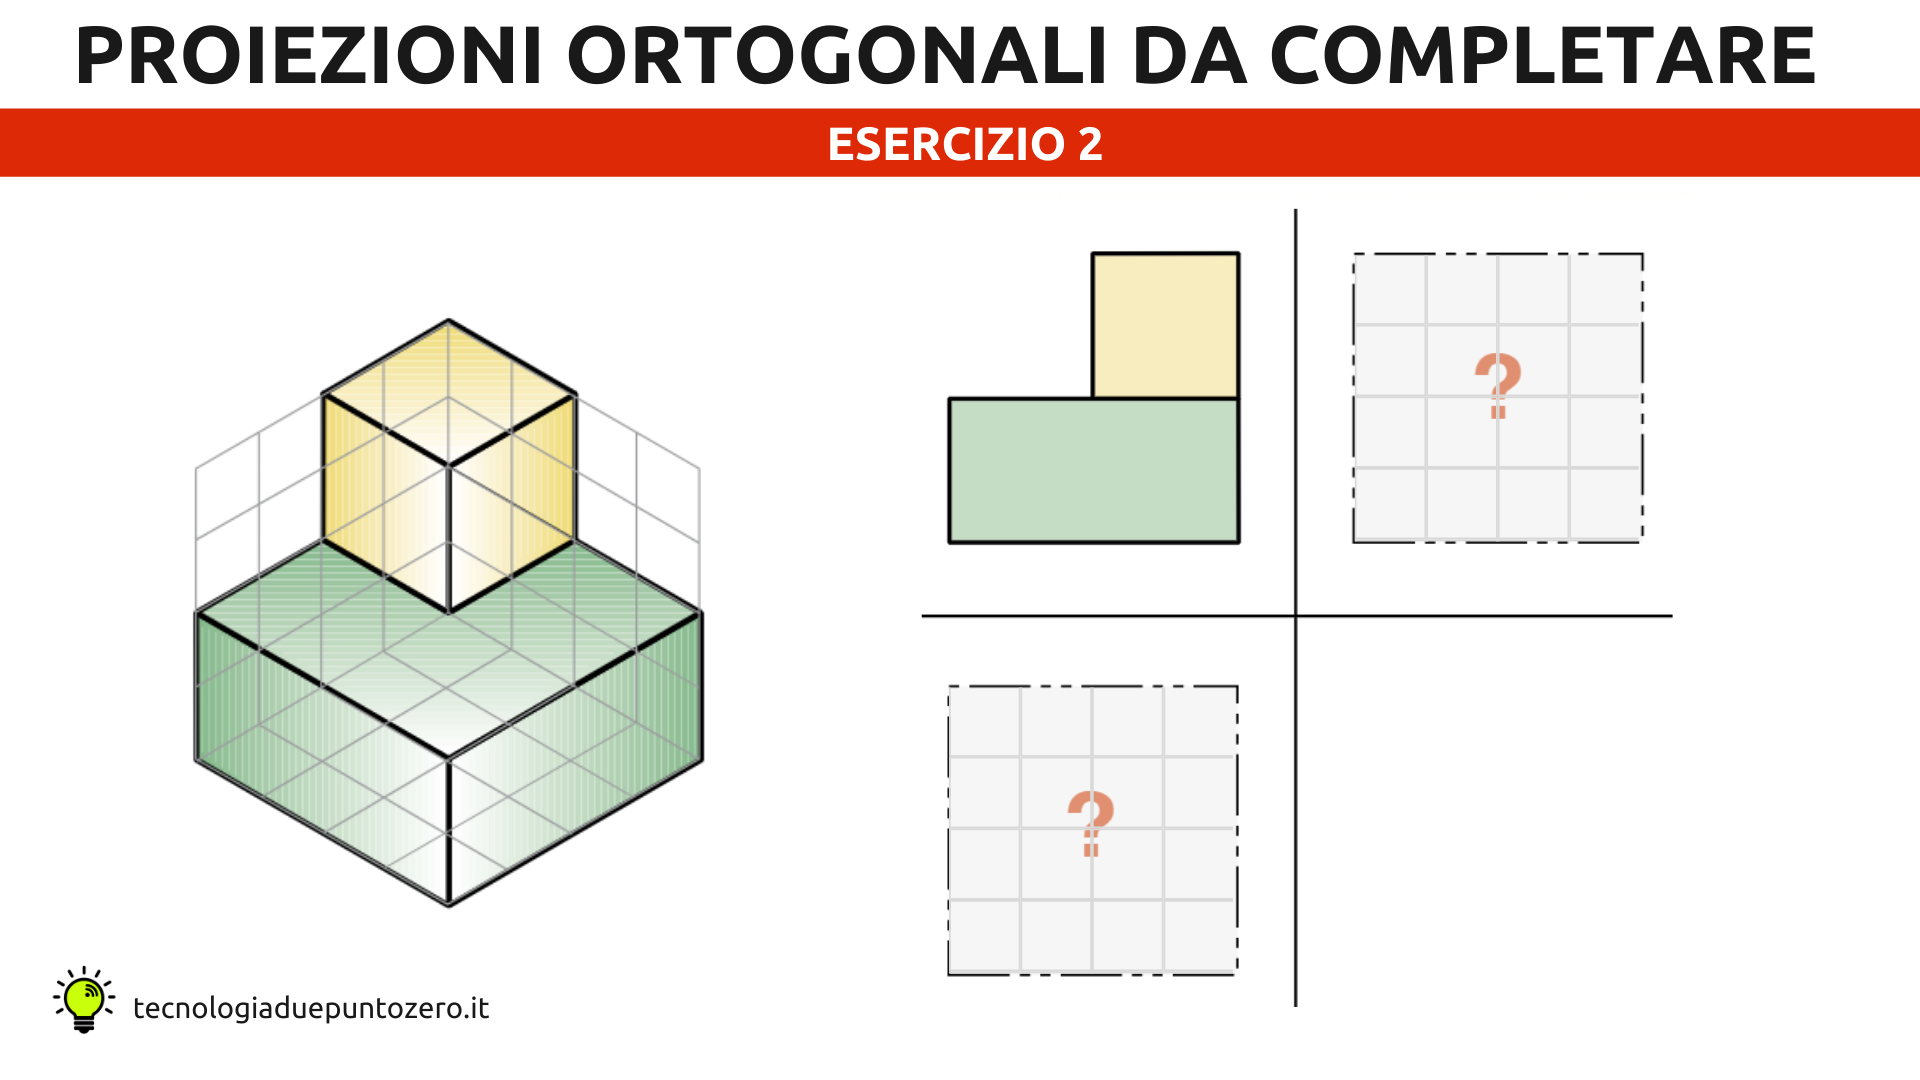 PROIEZIONI ORTOGONALI DA COMPLETARE
ESERCIZIO 2
?
?
tecnologiaduepuntozero.it